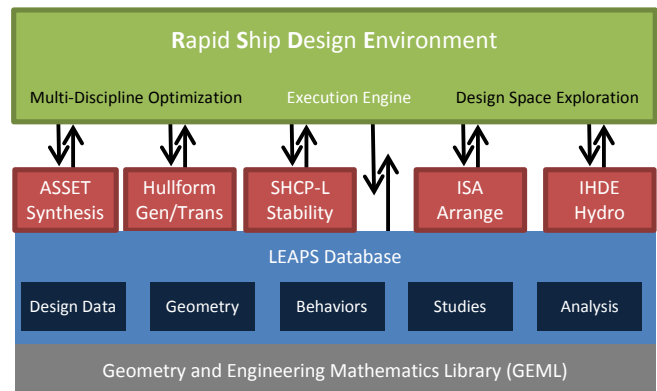 Rapid Ship Design Environment
Multi-Discipline Optimization Execution Engine Design Space Exploration
ASSET Synthesis
Hullform Gen/Trans
SHCP-L Stability
ISA Arrange
IHDE Hydro
LEAPS Database
Design Data Geometry Behaviors Studies Analysis
Geometry and Engineering Mathematics Library (GEML)